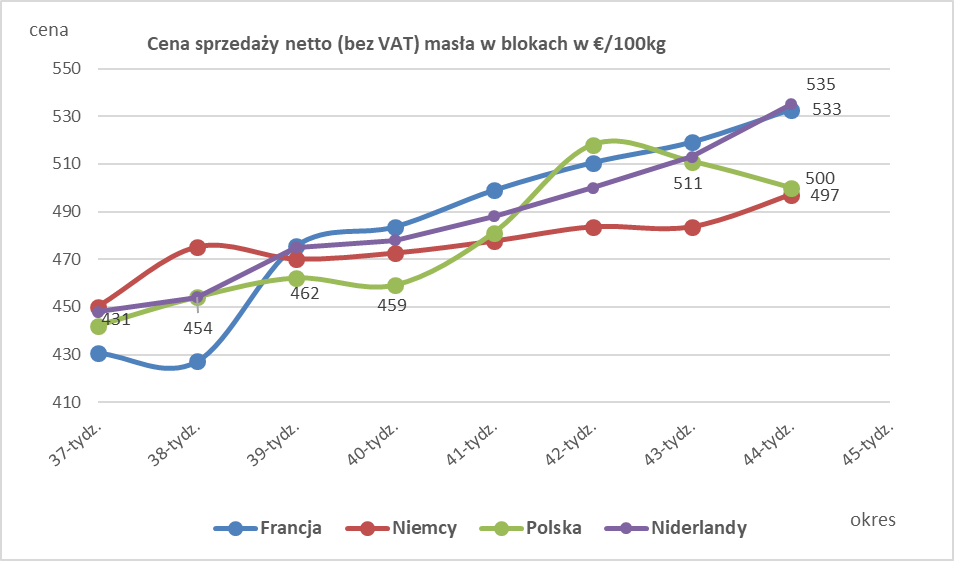 cena
Cena sprzedaży netto (bez VAT) masła w blokach w €/100kg
550
530
510
490
470
450
430
410
535
533
511
500
497
431
454
462
459
37-tydz.
38-tydz.
39-tydz.
40-tydz.
41-tydz.
42-tydz.
43-tydz.
44-tydz.
45-tydz.
okres
Francja
Niemcy
Polska
Niderlandy